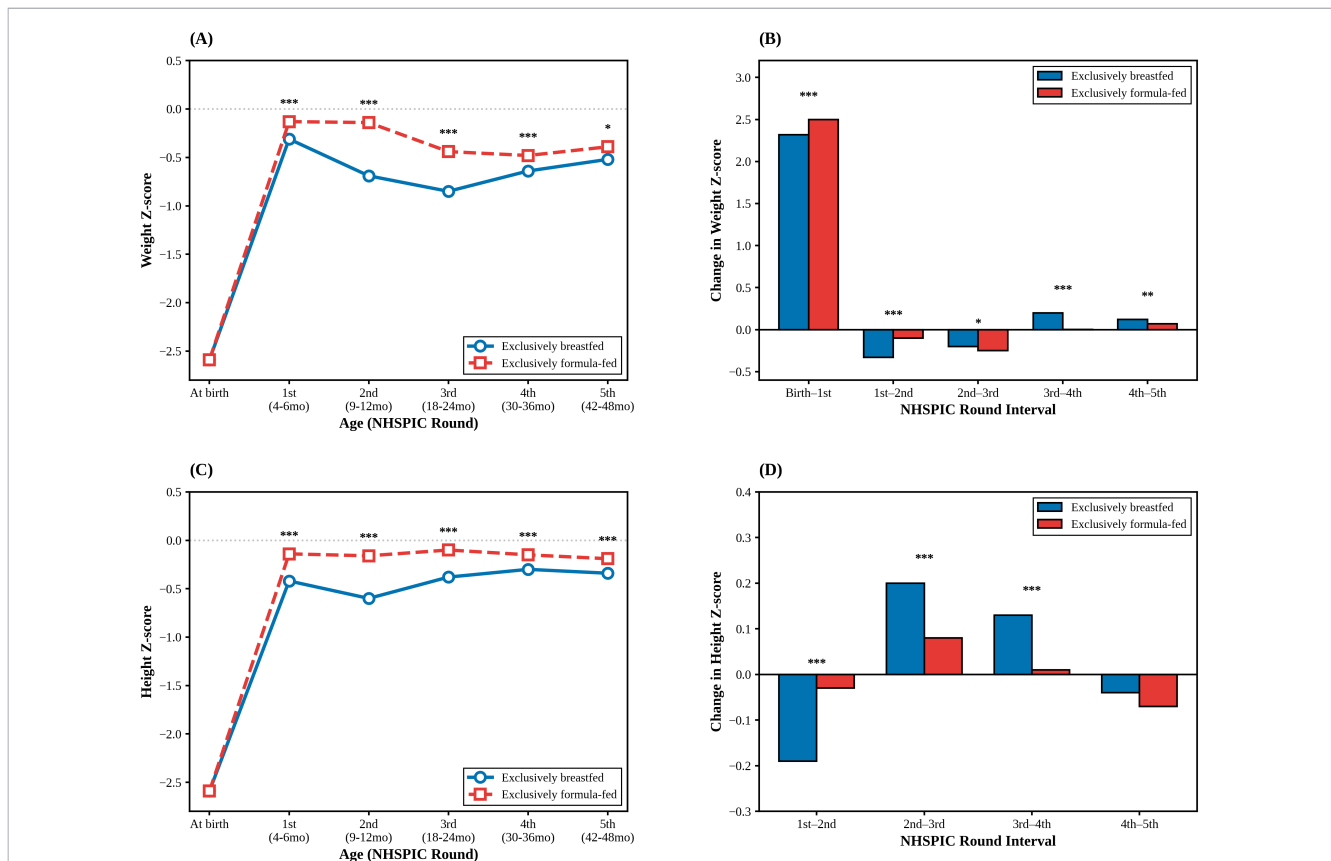 (A)
0.5
0.0
−0.5
−1.0
−1.5
−2.0
−2.5
Weight Z-score
***
***
***
***
*
Exclusively breastfed
Exclusively formula-fed
At birth
1st
(4-6mo)
2nd
(9-12mo)
3rd
(18-24mo)
4th
(30-36mo)
5th
(42-48mo)
Age (NHSPIC Round)
(B)
3.0
2.5
2.0
1.5
1.0
0.5
0.0
−0.5
Change in Weight Z-score
Exclusively breastfed
Exclusively formula-fed
***
***
*
***
**
Birth–1st
1st–2nd
2nd–3rd
3rd–4th
4th–5th
NHSPIC Round Interval
(C)
0.5
0.0
−0.5
−1.0
−1.5
−2.0
−2.5
Height Z-score
***
***
***
***
***
Exclusively breastfed
Exclusively formula-fed
At birth
1st
(4-6mo)
2nd
(9-12mo)
3rd
(18-24mo)
4th
(30-36mo)
5th
(42-48mo)
Age (NHSPIC Round)
(D)
0.4
0.3
0.2
0.1
0.0
−0.1
−0.2
−0.3
Change in Height Z-score
Exclusively breastfed
Exclusively formula-fed
***
***
***
1st–2nd
2nd–3rd
3rd–4th
4th–5th
NHSPIC Round Interval